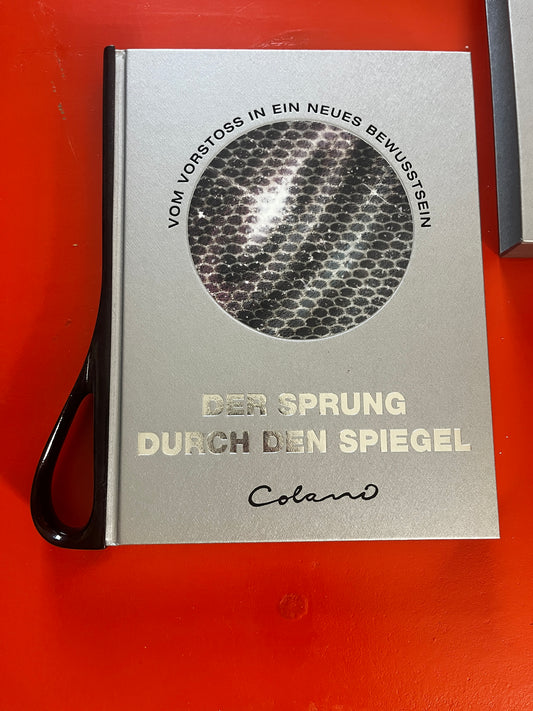 VOM VORSTOSS IN EIN NEUES BEWUSSTSEIN
DER SPRUNG
DURCH DEN SPIEGEL
Colani